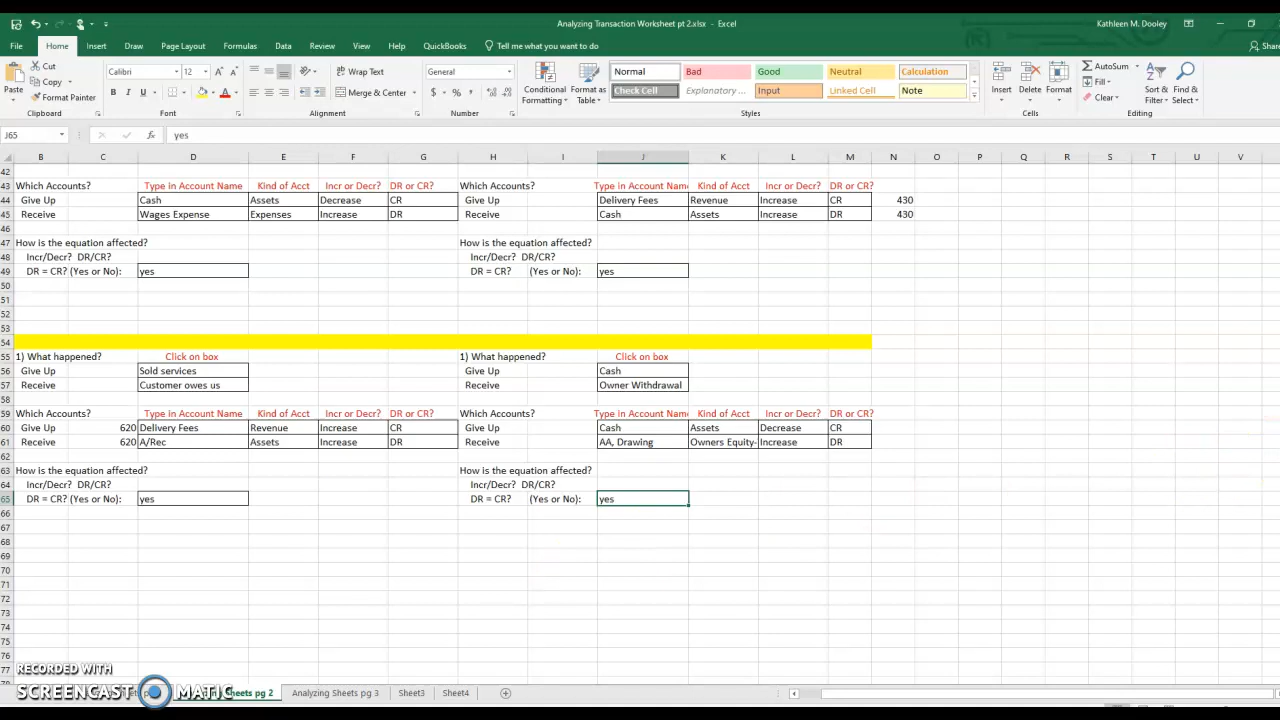 Analyzing Transaction Worksheet pt 2.xlsx - Excel
Kathleen M. Dooley
File Home Insert Draw Page Layout Formulas Data Review View Help QuickBooks Tell me what you want to do Share
Paste
Cut
Copy
Format Painter
Clipboard
Calibri 12
B I U A
Font
Wrap Text
Merge & Center
Alignment
General
$ %
Number
Conditional Formatting
Format as Table
Normal Bad Good Neutral Calculation
Check Cell Explanatory ... Input Linked Cell Note
Styles
Insert Delete Format
Cells
AutoSum
Fill
Clear
Sort & Filter
Find & Select
Editing
J65 fx yes
B C D E F G H I J K L M N O P Q R S T U V
42
43 Which Accounts? Type in Account Name Kind of Acct Incr or Decr? DR or CR? Which Accounts? Type in Account Name Kind of Acct Incr or Decr? DR or CR?
44 Give Up Cash Assets Decrease CR Give Up Delivery Fees Revenue Increase CR 430
45 Receive Wages Expense Expenses Increase DR Receive Cash Assets Increase DR 430
46
47 How is the equation affected? How is the equation affected?
48 Incr/Decr? DR/CR? Incr/Decr? DR/CR?
49 DR = CR? (Yes or No): yes DR = CR? (Yes or No): yes
50
51
52
53
54
55 1) What happened? Click on box 1) What happened? Click on box
56 Give Up Sold services Give Up Cash
57 Receive Customer owes us Receive Owner Withdrawal
58
59 Which Accounts? Type in Account Name Kind of Acct Incr or Decr? DR or CR? Which Accounts? Type in Account Name Kind of Acct Incr or Decr? DR or CR?
60 Give Up 620 Delivery Fees Revenue Increase CR Give Up Cash Assets Decrease CR
61 Receive 620 A/Rec Assets Increase DR Receive AA, Drawing Owners Equity- Increase DR
62
63 How is the equation affected? How is the equation affected?
64 Incr/Decr? DR/CR? Incr/Decr? DR/CR?
65 DR = CR? (Yes or No): yes DR = CR? (Yes or No): yes
66
67
68
69
70
71
72
73
74
75
76
77
RECORDED WITH
SCREENCAST MATIC
Sheets pg 2 Analyzing Sheets pg 3 Sheet3 Sheet4